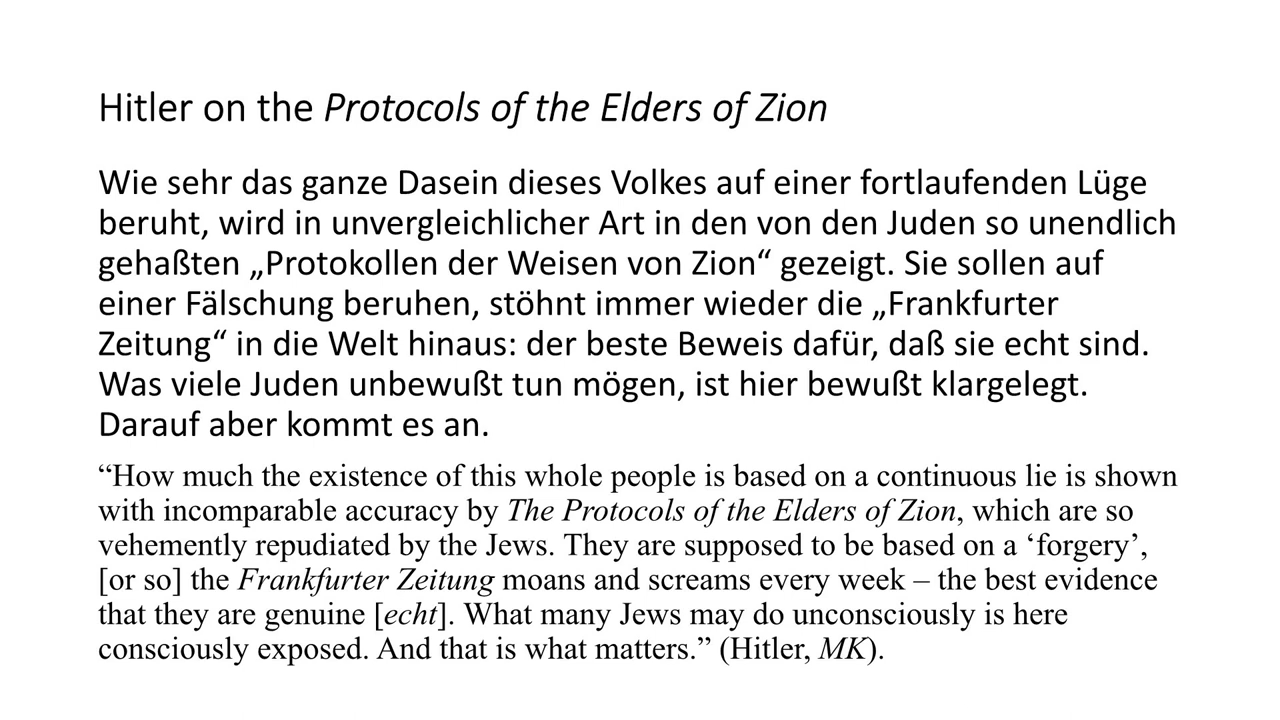 Hitler on the Protocols of the Elders of Zion
Wie sehr das ganze Dasein dieses Volkes auf einer fortlaufenden Lüge
beruht, wird in unvergleichlicher Art in den von den Juden so unendlich
gehaßten „Protokollen der Weisen von Zion“ gezeigt. Sie sollen auf
einer Fälschung beruhen, stöhnt immer wieder die „Frankfurter
Zeitung“ in die Welt hinaus: der beste Beweis dafür, daß sie echt sind.
Was viele Juden unbewußt tun mögen, ist hier bewußt klargelegt.
Darauf aber kommt es an.
“How much the existence of this whole people is based on a continuous lie is shown
with incomparable accuracy by The Protocols of the Elders of Zion, which are so
vehemently repudiated by the Jews. They are supposed to be based on a ‘forgery’,
[or so] the Frankfurter Zeitung moans and screams every week – the best evidence
that they are genuine [echt]. What many Jews may do unconsciously is here
consciously exposed. And that is what matters.” (Hitler, MK).